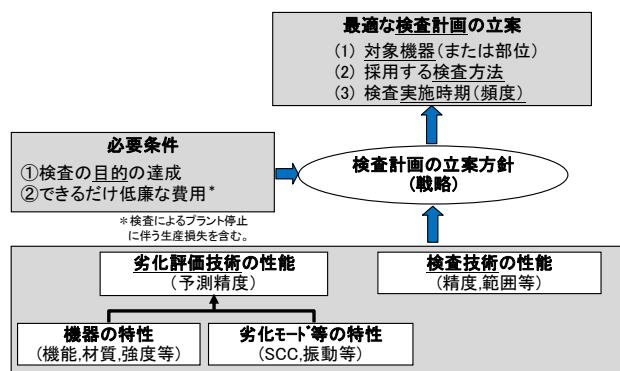 最適な検査計画の立案
(1) 対象機器(または部位)
(2) 採用する検査方法
(3) 検査実施時期(頻度)
必要条件
①検査の目的の達成
②できるだけ低廉な費用*
検査計画の立案方針
(戦略)
*検査によるプラント停止
に伴う生産損失を含む。
劣化評価技術の性能
(予測精度)
検査技術の性能
(精度,範囲等)
機器の特性
(機能,材質,強度等)
劣化モード等の特性
(SCC,振動等)